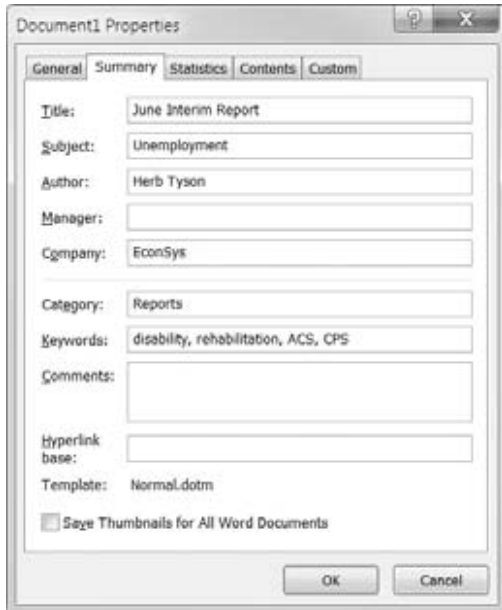 Document1 Properties
General Summary Statistics Contents Custom
Title: June Interim Report
Subject: Unemployment
Author: Herb Tyson
Manager:
Company: EconSys
Category: Reports
Keywords: disability, rehabilitation, ACS, CPS
Comments:
Hyperlink
base:
Template: Normal.dotm
Save Thumbnails for All Word Documents
OK Cancel